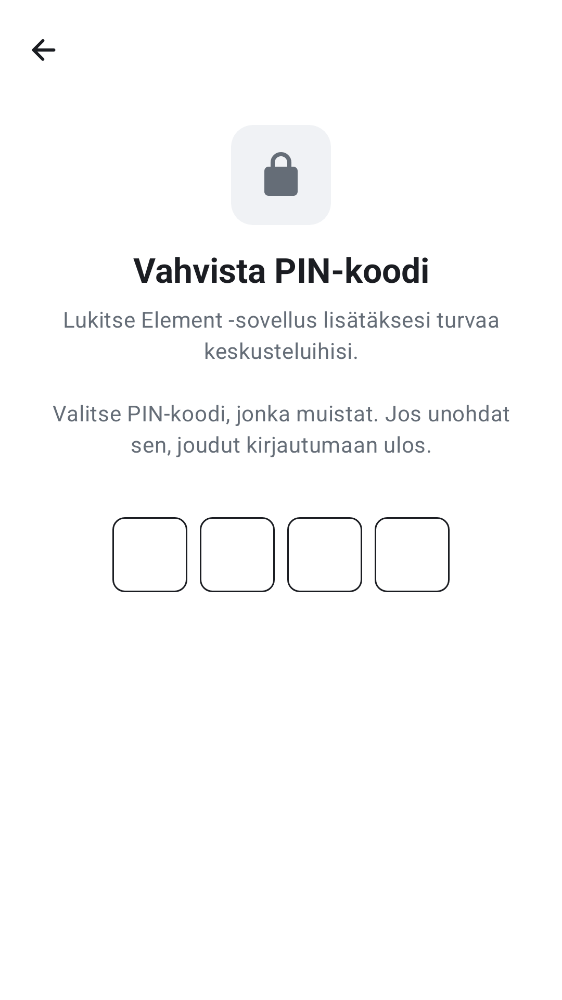 Vahvista PIN-koodi
Lukitse Element -sovellus lisätäksesi turvaa
keskusteluihisi.
Valitse PIN-koodi, jonka muistat. Jos unohdat
sen, joudut kirjautumaan ulos.